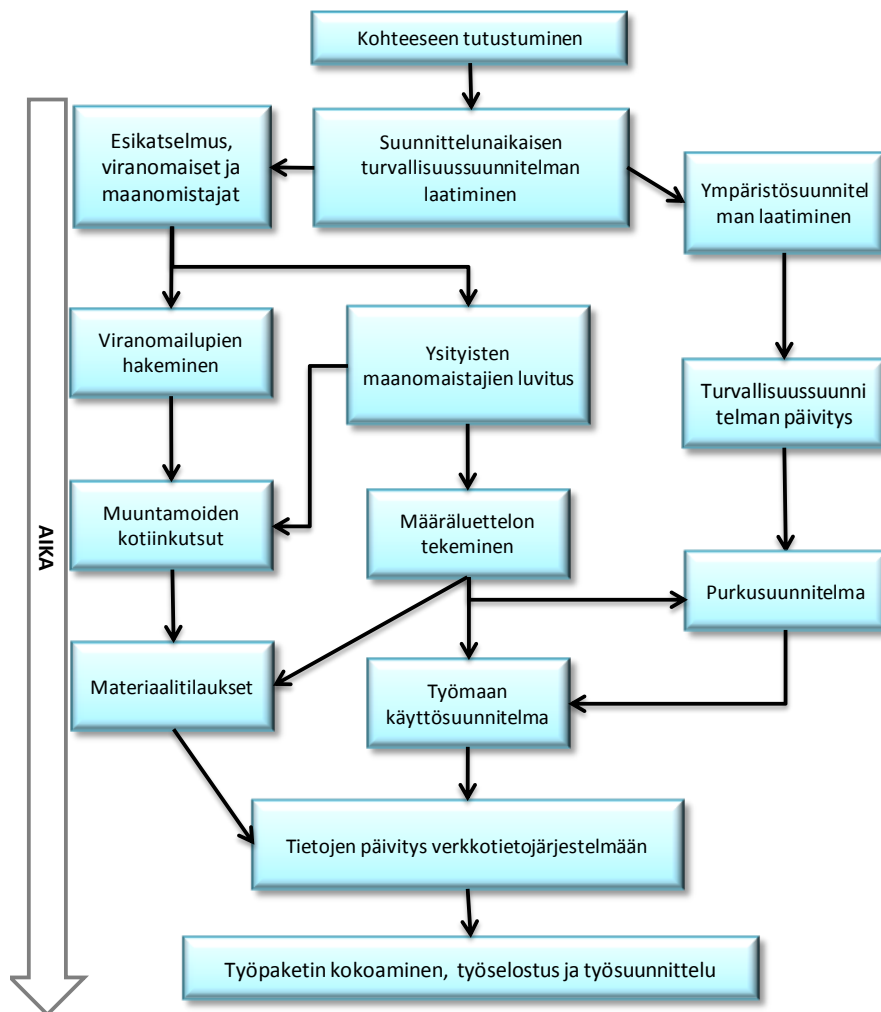 Kohteeseen tutustuminen
Esikatselmus,
viranomaiset ja
maanomistajat
Suunnittelunaikaisen
turvallisuussuunnitelman
laatiminen
Ympäristösuunnitel
man laatiminen
Viranomailupien
hakeminen
Ysityisten
maanomaistajien luvitus
Turvallisuussuunni
telman päivitys
Muuntamoiden
kotiinkutsut
Määräluettelon
tekeminen
AIKA
Purkusuunnitelma
Materiaalitilaukset
Työmaan
käyttösuunnitelma
Tietojen päivitys verkkotietojärjestelmään
Työpaketin kokoaminen, työselostus ja työsuunnittelu